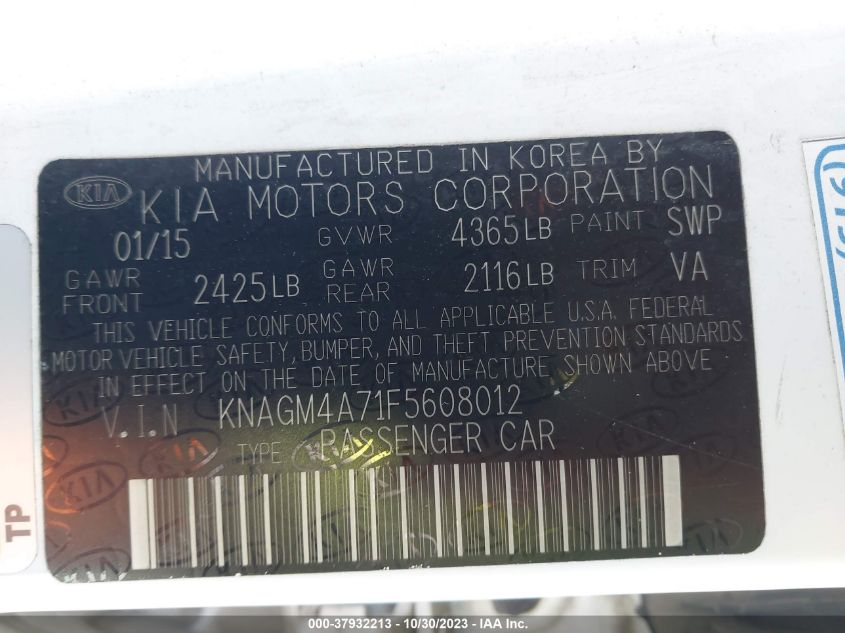 MANUFACTURED IN KOREA BY
KIA KIA MOTORS CORPORATION
01/15 GVWR 4365LB PAINT SWP
GAWR FRONT 2425LB GAWR REAR 2116LB TRIM VA
THIS VEHICLE CONFORMS TO ALL APPLICABLE U.S.A. FEDERAL
MOTOR VEHICLE SAFETY, BUMPER, AND THEFT PREVENTION STANDARDS
IN EFFECT ON THE DATE OF MANUFACTURE SHOWN ABOVE
V.I.N KNAGM4A71F5608012
TYPE : PASSENGER CAR
TP
000-37932213 - 10/30/2023 - IAA, Inc.